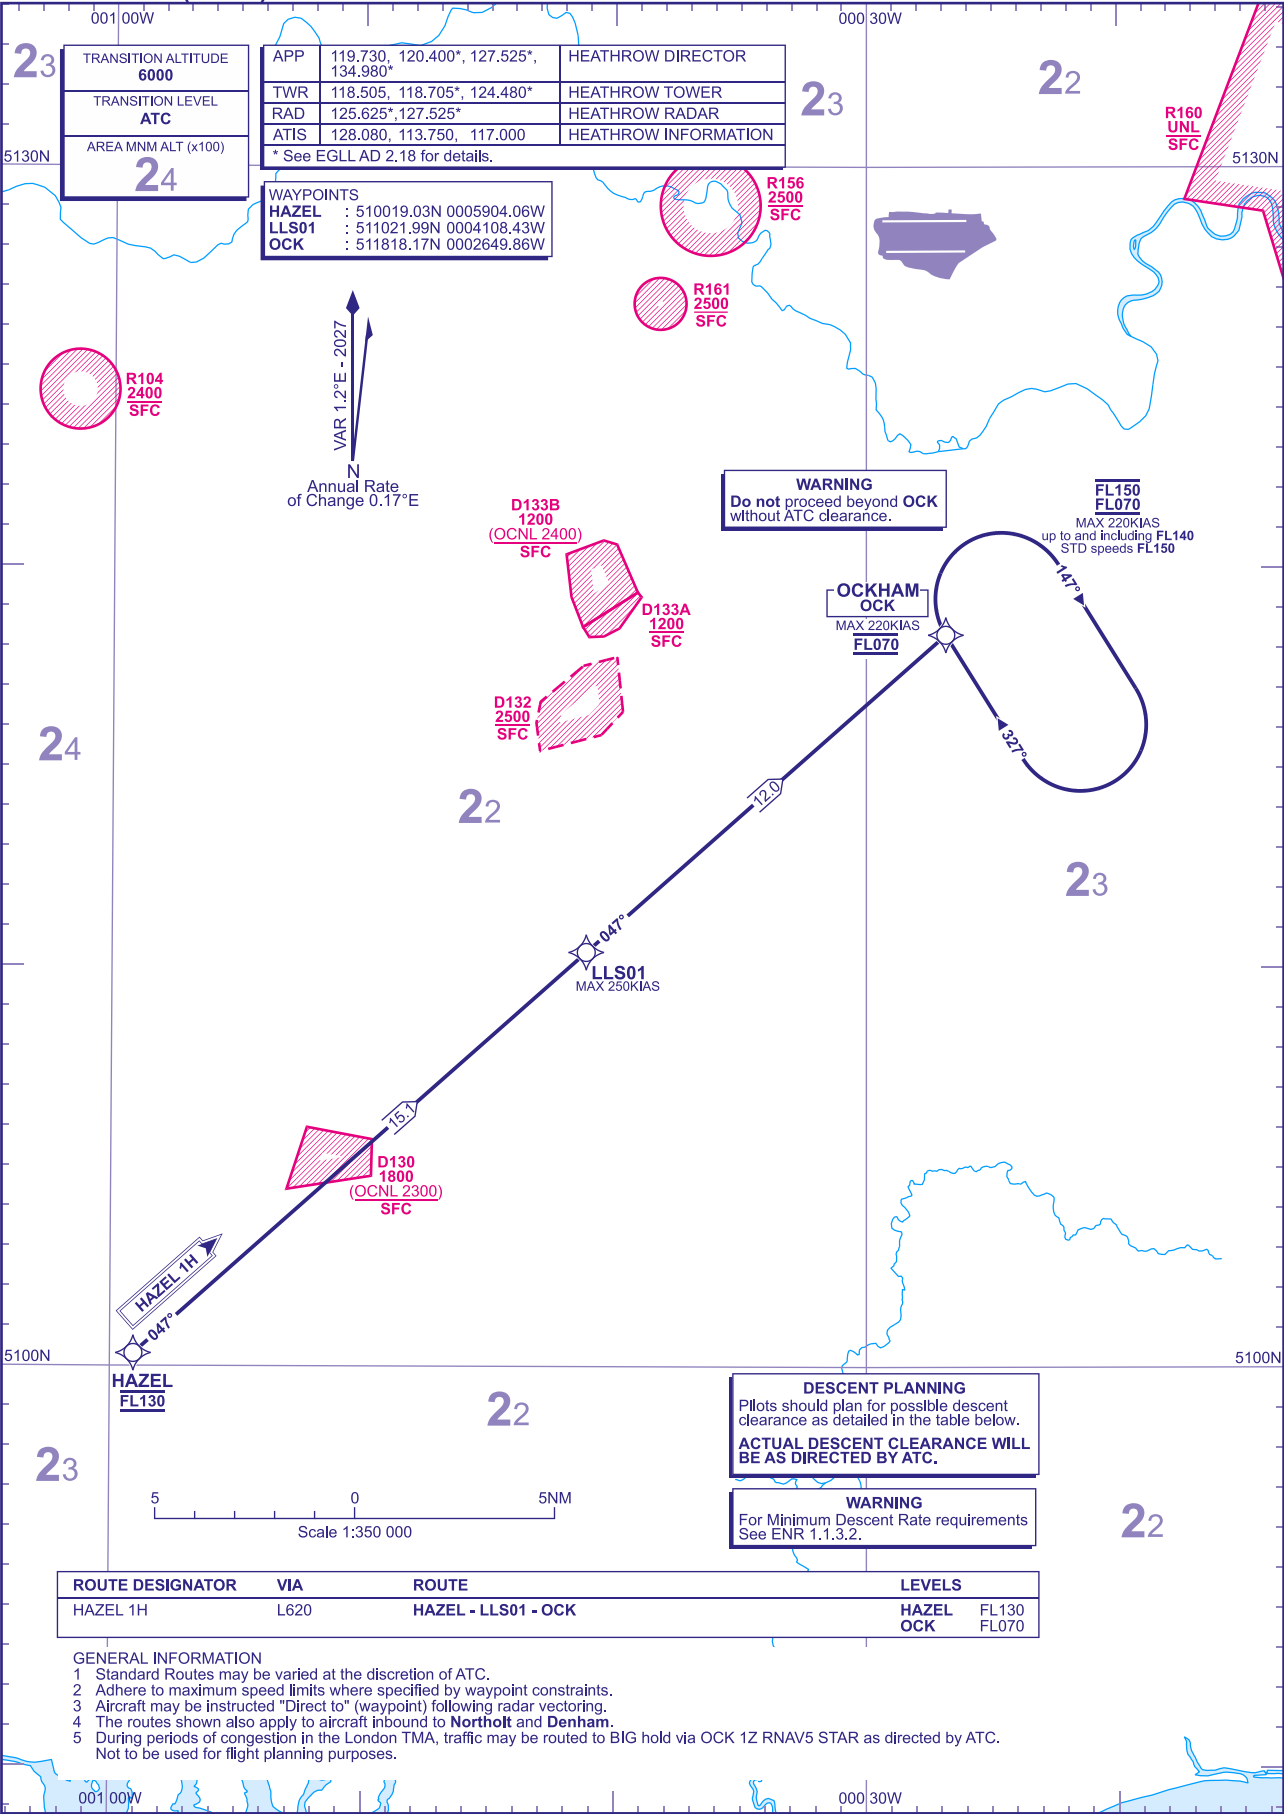 001 00W
000 30W
23
TRANSITION ALTITUDE
6000
TRANSITION LEVEL
ATC
AREA MNM ALT (x100)
24
APP 119.730, 120.400*, 127.525*, 134.980* HEATHROW DIRECTOR
TWR 118.505, 118.705*, 124.480* HEATHROW TOWER
RAD 125.625*,127.525* HEATHROW RADAR
ATIS 128.080, 113.750, 117.000 HEATHROW INFORMATION
* See EGLL AD 2.18 for details.
23
22
R160
UNL
SFC
5130N
5130N
WAYPOINTS
HAZEL : 510019.03N 0005904.06W
LLS01 : 511021.99N 0004108.43W
OCK : 511818.17N 0002649.86W
R156
2500
SFC
R161
2500
SFC
R104
2400
SFC
VAR 1.2°E - 2027
N
Annual Rate
of Change 0.17°E
WARNING
Do not proceed beyond OCK
without ATC clearance.
FL150
FL070
MAX 220KIAS
up to and including FL140
STD speeds FL150
D133B
1200
(OCNL 2400)
SFC
147°
OCKHAM
OCK
MAX 220KIAS
FL070
D133A
1200
SFC
D132
2500
SFC
327°
24
22
12.0
23
047°
LLS01
MAX 250KIAS
15.1
D130
1800
(OCNL 2300)
SFC
HAZEL 1H
047°
5100N
5100N
HAZEL
FL130
22
DESCENT PLANNING
Pilots should plan for possible descent
clearance as detailed in the table below.
ACTUAL DESCENT CLEARANCE WILL
BE AS DIRECTED BY ATC.
23
5 0 5NM
Scale 1:350 000
WARNING
For Minimum Descent Rate requirements
See ENR 1.1.3.2.
22
ROUTE DESIGNATOR VIA ROUTE LEVELS
HAZEL 1H L620 HAZEL - LLS01 - OCK HAZEL FL130
OCK FL070
GENERAL INFORMATION
1 Standard Routes may be varied at the discretion of ATC.
2 Adhere to maximum speed limits where specified by waypoint constraints.
3 Aircraft may be instructed "Direct to" (waypoint) following radar vectoring.
4 The routes shown also apply to aircraft inbound to Northolt and Denham.
5 During periods of congestion in the London TMA, traffic may be routed to BIG hold via OCK 1Z RNAV5 STAR as directed by ATC.
Not to be used for flight planning purposes.
001 00W
000 30W